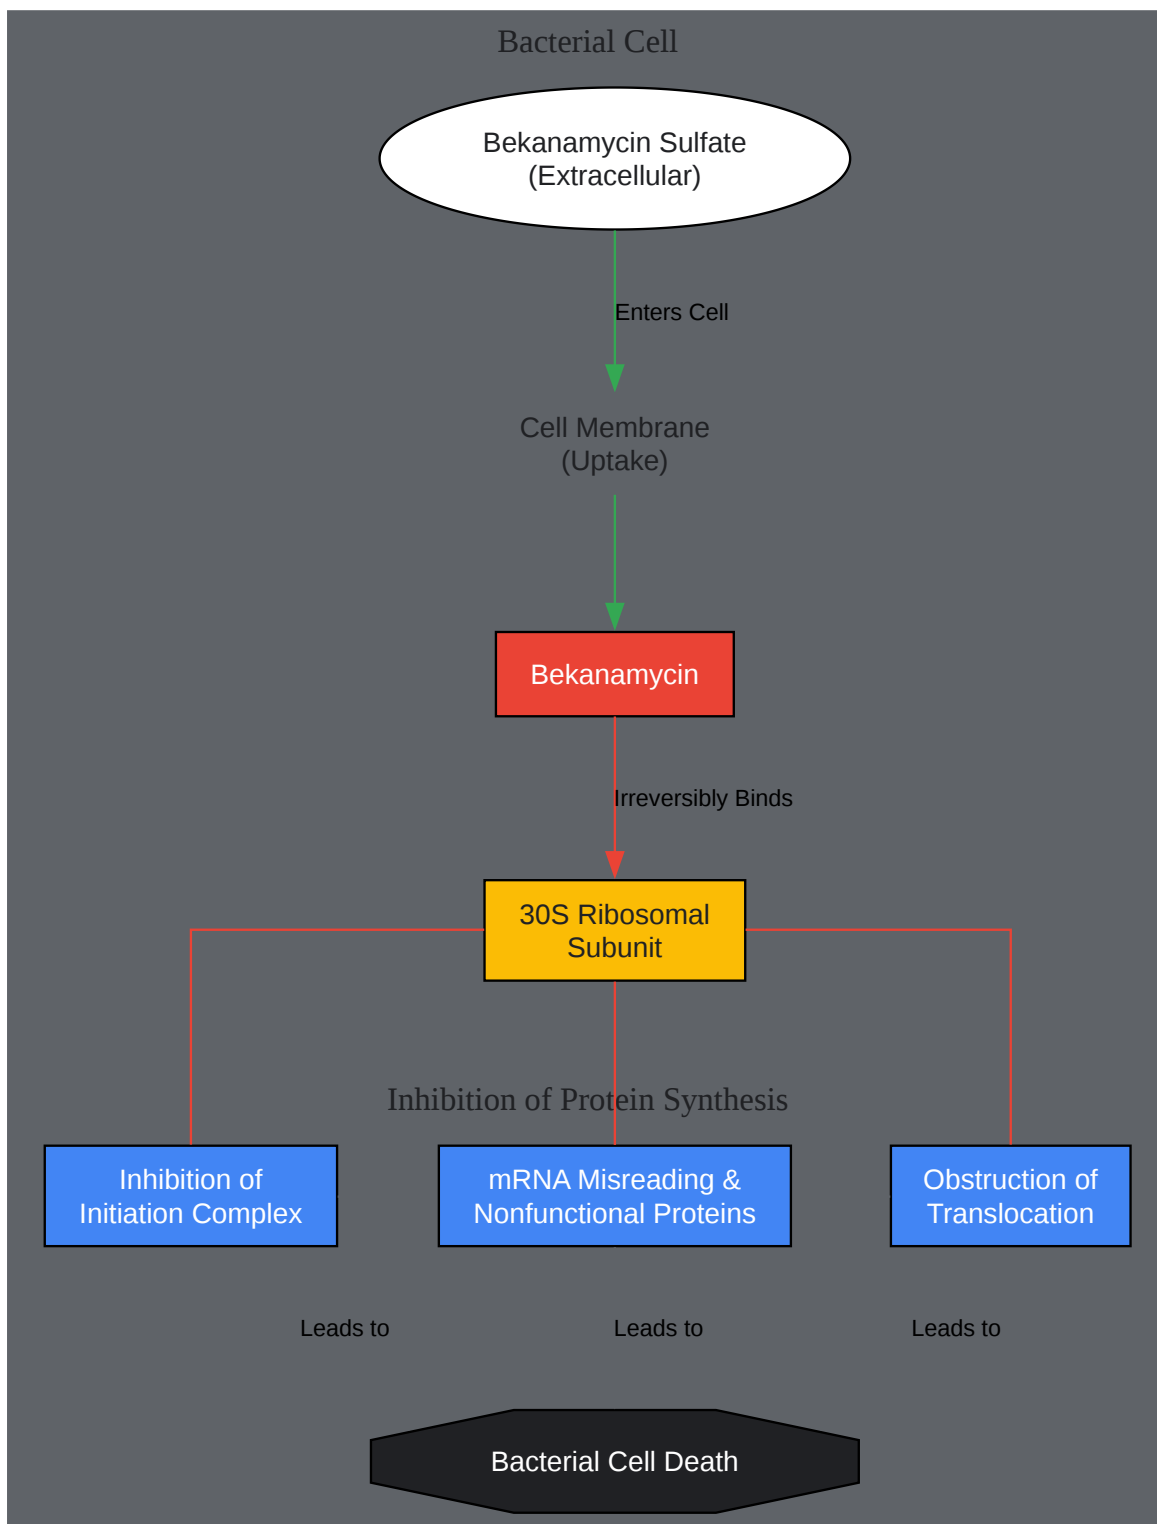 Bacterial Cell
Bekanamycin Sulfate
(Extracellular)
Enters Cell
Cell Membrane
(Uptake)
Bekanamycin
Irreversibly Binds
30S Ribosomal
Subunit
Inhibition of Protein Synthesis
Inhibition of
Initiation Complex
mRNA Misreading &
Nonfunctional Proteins
Obstruction of
Translocation
Leads to
Leads to
Leads to
Bacterial Cell Death